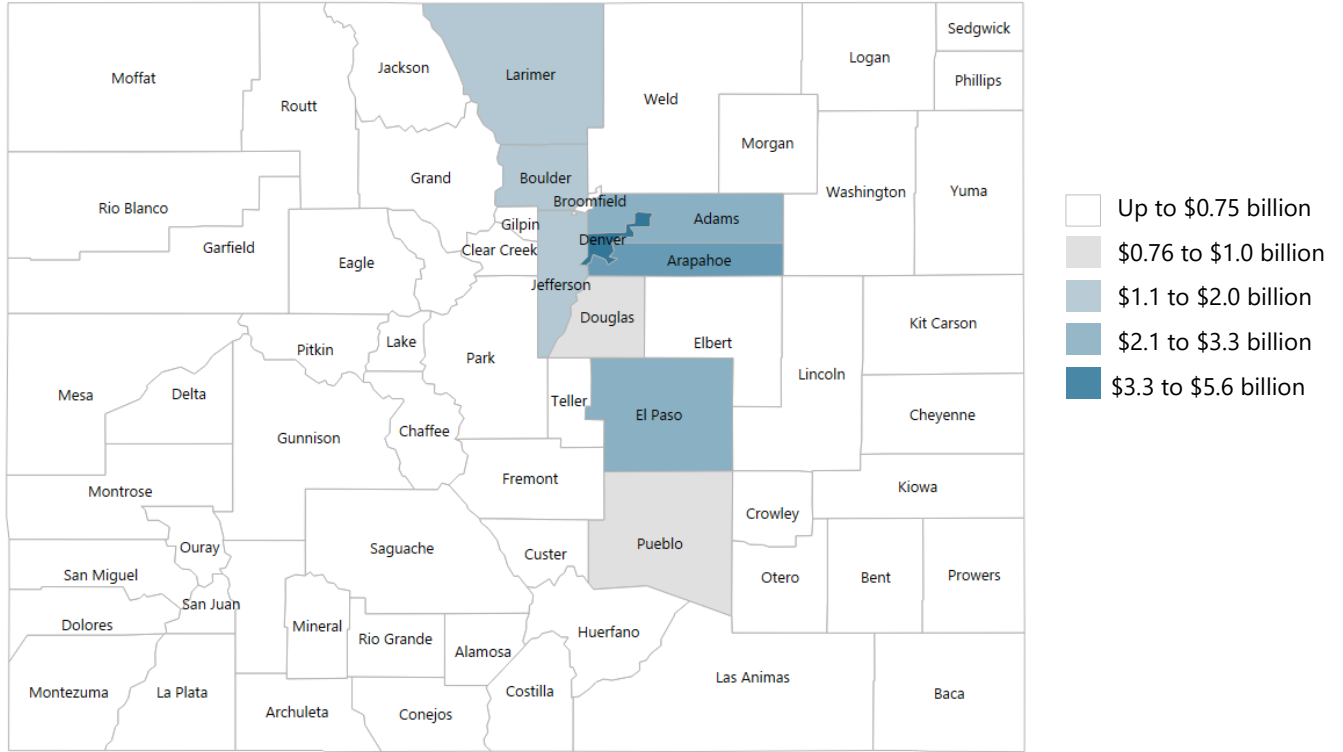 Sedgwick
Logan
Jackson
Larimer
Moffat
Phillips
Weld
Routt
Morgan
Grand
Boulder
Washington
Yuma
Broomfield
Rio Blanco
Up to $0.75 billion
Adams
Gilpin
Denver
Garfield
Clear Creek
$0.76 to $1.0 billion
Eagle
Arapahoe
Jefferson
$1.1 to $2.0 billion
Douglas
Kit Carson
Lake
$2.1 to $3.3 billion
Elbert
Pitkin
Park
Lincoln
$3.3 to $5.6 billion
Delta
Mesa
Teller
El Paso
Cheyenne
Chaffee
Gunnison
Fremont
Kiowa
Montrose
Crowley
Pueblo
Ouray
Saguache
Custer
San Miguel
Otero
Bent
Prowers
San Juan
Dolores
Mineral
Huerfano
Rio Grande
Alamosa
Las Animas
Montezuma
La Plata
Costilla
Baca
Archuleta
Conejos